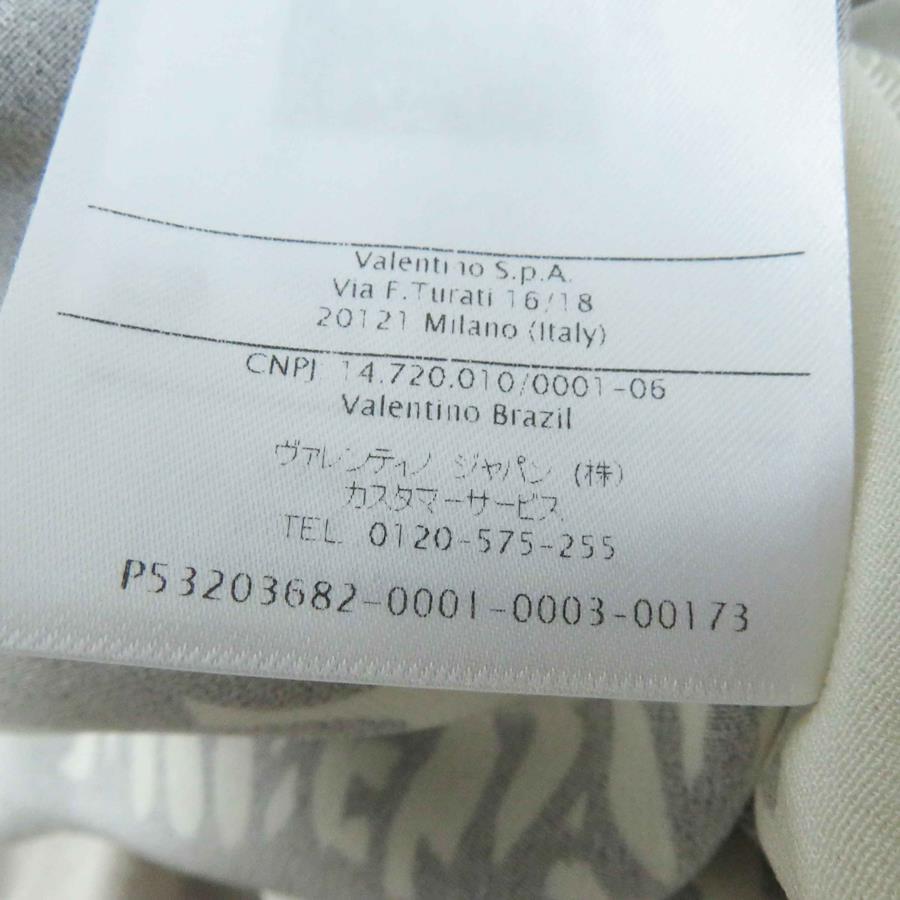 Valentino S.p.A.
Via F.Turati 16/18
20121 Milano (Italy)
CNPJ 14.720.010/0001-06
Valentino Brazil
ヴァレンティノ ジャパン (株)
カスタマーサービス
TEL. 0120-575-255
P53203682-0001-0003-00173